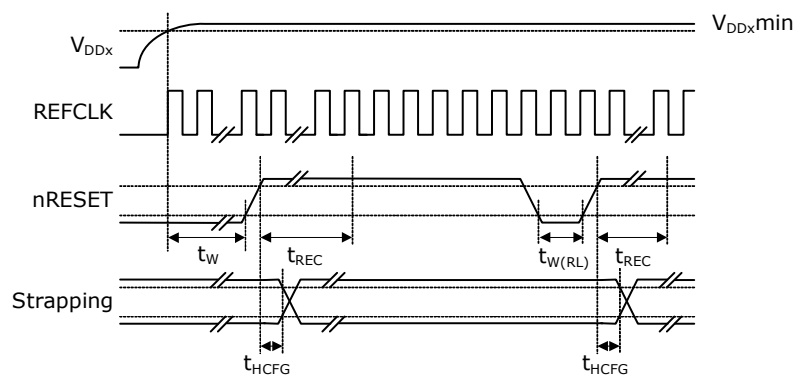 V_DDx min
V_DDx
REFCLK
nRESET
t_W
t_REC
t_W(RL)
t_REC
Strapping
t_HCFG
t_HCFG